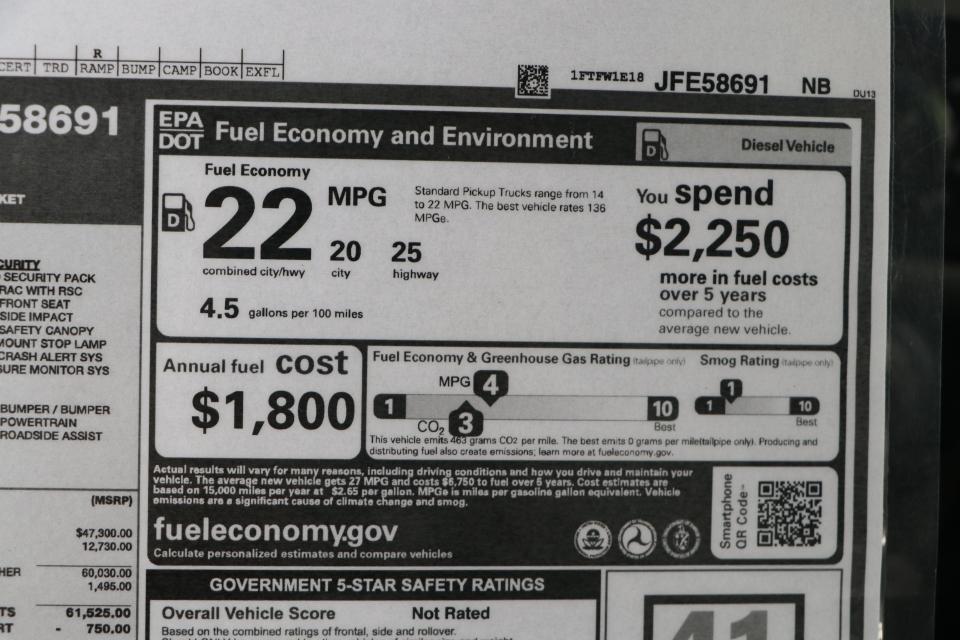 R
CERT TRD RAMP BUMP CAMP BOOK EXFL
1FTFW1E18 JFE58691 NB
DU13
58691
EPA
DOT
Fuel Economy and Environment
D
Diesel Vehicle
KET
Fuel Economy
D
22 MPG
combined city/hwy
20
city
25
highway
4.5 gallons per 100 miles
Standard Pickup Trucks range from 14
to 22 MPG. The best vehicle rates 136
MPGe.
You spend
$2,250
more in fuel costs
over 5 years
compared to the
average new vehicle.
CURITY
SECURITY PACK
RAC WITH RSC
FRONT SEAT
SIDE IMPACT
SAFETY CANOPY
MOUNT STOP LAMP
CRASH ALERT SYS
SURE MONITOR SYS
BUMPER / BUMPER
POWERTRAIN
ROADSIDE ASSIST
Annual fuel cost
$1,800
Fuel Economy & Greenhouse Gas Rating (tailpipe only)
MPG 4
1 10
CO2 3 Best
Smog Rating (tailpipe only)
1
1 10
Best
This vehicle emits 463 grams CO2 per mile. The best emits 0 grams per mile(tailpipe only). Producing and
distributing fuel also create emissions; learn more at fueleconomy.gov.
Actual results will vary for many reasons, including driving conditions and how you drive and maintain your
vehicle. The average new vehicle gets 27 MPG and costs $6,750 to fuel over 5 years. Cost estimates are
based on 15,000 miles per year at $2.65 per gallon. MPGe is miles per gasoline gallon equivalent. Vehicle
emissions are a significant cause of climate change and smog.
fueleconomy.gov
Calculate personalized estimates and compare vehicles
Smartphone
QR Code
(MSRP)
$47,300.00
12,730.00
HER 60,030.00
1,495.00
TS 61,525.00
RT - 750.00
GOVERNMENT 5-STAR SAFETY RATINGS
Overall Vehicle Score Not Rated
Based on the combined ratings of frontal, side and rollover.
41